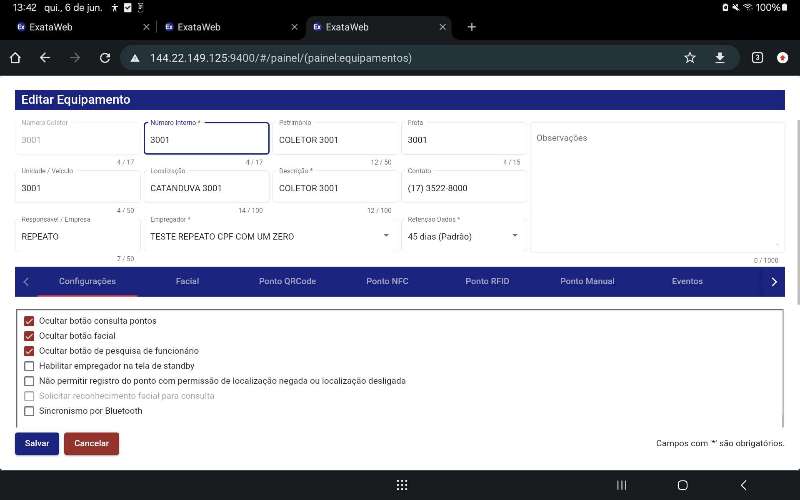 13:42 qui., 6 de jun. 100%
ExataWeb ExataWeb ExataWeb
144.22.149.125:9400/#/painel/(painel:equipamentos) 3
Editar Equipamento
Número Coletor Número Interno * Patrimônio Frota
3001 3001 COLETOR 3001 3001 Observações
4 / 17 4 / 17 12 / 50 4 / 15
Unidade / Veículo Localização Descrição * Contato
3001 CATANDUVA 3001 COLETOR 3001 (17) 3522-8000
4 / 50 14 / 100 12 / 100
Responsável / Empresa Empregador * Retenção Dados *
REPEATO TESTE REPEATO CPF COM UM ZERO 45 dias (Padrão)
7 / 50 0 / 1000
Configurações Facial Ponto QRCode Ponto NFC Ponto RFID Ponto Manual Eventos
Ocultar botão consulta pontos
Ocultar botão facial
Ocultar botão de pesquisa de funcionário
Habilitar empregador na tela de standby
Não permitir registro do ponto com permissão de localização negada ou localização desligada
Solicitar reconhecimento facial para consulta
Sincronismo por Bluetooth
Salvar Cancelar Campos com '*' são obrigatórios.